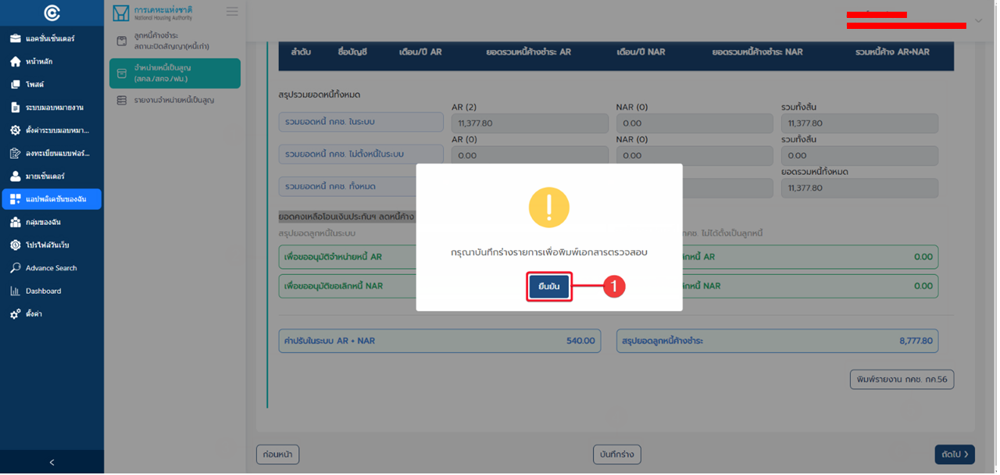 การเคหะแห่งชาติ
National Housing Authority
แอคชั่นเซ็นเตอร์
หน้าหลัก
โพสต์
ระบบมอบหมายงาน
ตั้งค่าระบบมอบหมา...
ลงทะเบียนแบบฟอร์...
มายเซ็นเตอร์
แอปพลิเคชันของฉัน
กลุ่มของฉัน
โปรไฟล์วันเว็บ
Advance Search
Dashboard
ตั้งค่า
ลูกหนี้ค้างชำระ
สถานะปิดสัญญา(หนี้เก่า)
จำหน่ายหนี้เป็นสูญ
(สคล./สคจ./ฟม.)
รายงานจำหน่ายหนี้เป็นสูญ
ลำดับ ชื่อบัญชี เดือน/ปี AR ยอดรวมหนี้ค้างชำระ AR เดือน/ปี NAR ยอดรวมหนี้ค้างชำระ NAR รวมหนี้ค้าง AR+NAR
สรุปรวมยอดหนี้ทั้งหมด
AR (2) NAR (0) รวมทั้งสิ้น
รวมยอดหนี้ กคช. ในระบบ 11,377.80 0.00 11,377.80
AR (0) NAR (0) รวมทั้งสิ้น
รวมยอดหนี้ กคช. ไม่ตั้งหนี้ในระบบ 0.00 0.00 0.00
ยอดรวมหนี้ทั้งหมด
รวมยอดหนี้ กคช. ทั้งหมด 11,377.80
ยอดคงเหลือโอนเงินประกันฯ ลดหนี้ค้าง
สรุปยอดลูกหนี้ในระบบ กคช. ไม่ได้ตั้งเป็นลูกหนี้
เพื่อขออนุมัติจำหน่ายหนี้ AR ลิกหนี้ AR 0.00
เพื่อขออนุมัติขอเลิกหนี้ NAR ลิกหนี้ NAR 0.00
กรุณาบันทึกร่างรายการเพื่อพิมพ์เอกสารตรวจสอบ
ยืนยัน
1
ค่าปรับในระบบ AR + NAR 540.00 สรุปยอดลูกหนี้ค้างชำระ 8,777.80
พิมพ์รายงาน กคช. กค.56
ก่อนหน้า บันทึกร่าง ถัดไป